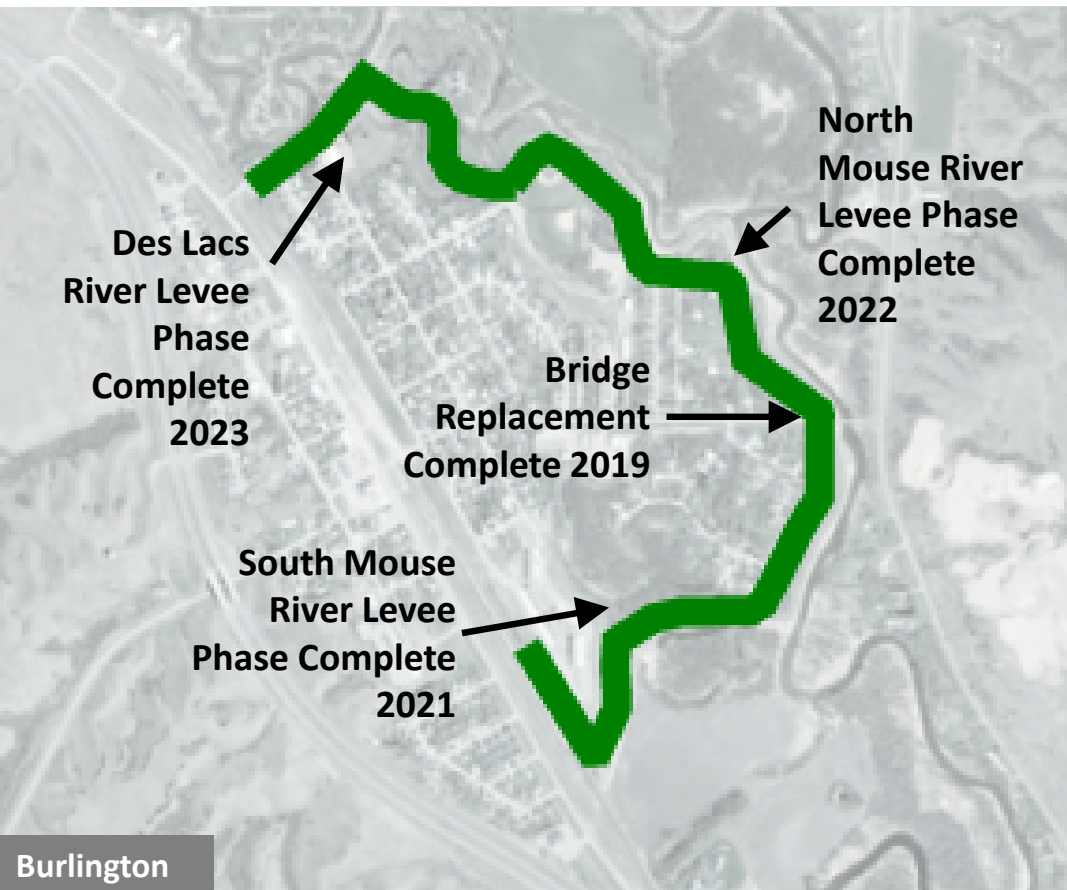 North
Mouse River
Levee Phase
Complete
2022
Des Lacs
River Levee
Phase
Complete
2023
Bridge
Replacement
Complete 2019
South Mouse
River Levee
Phase Complete
2021
Burlington